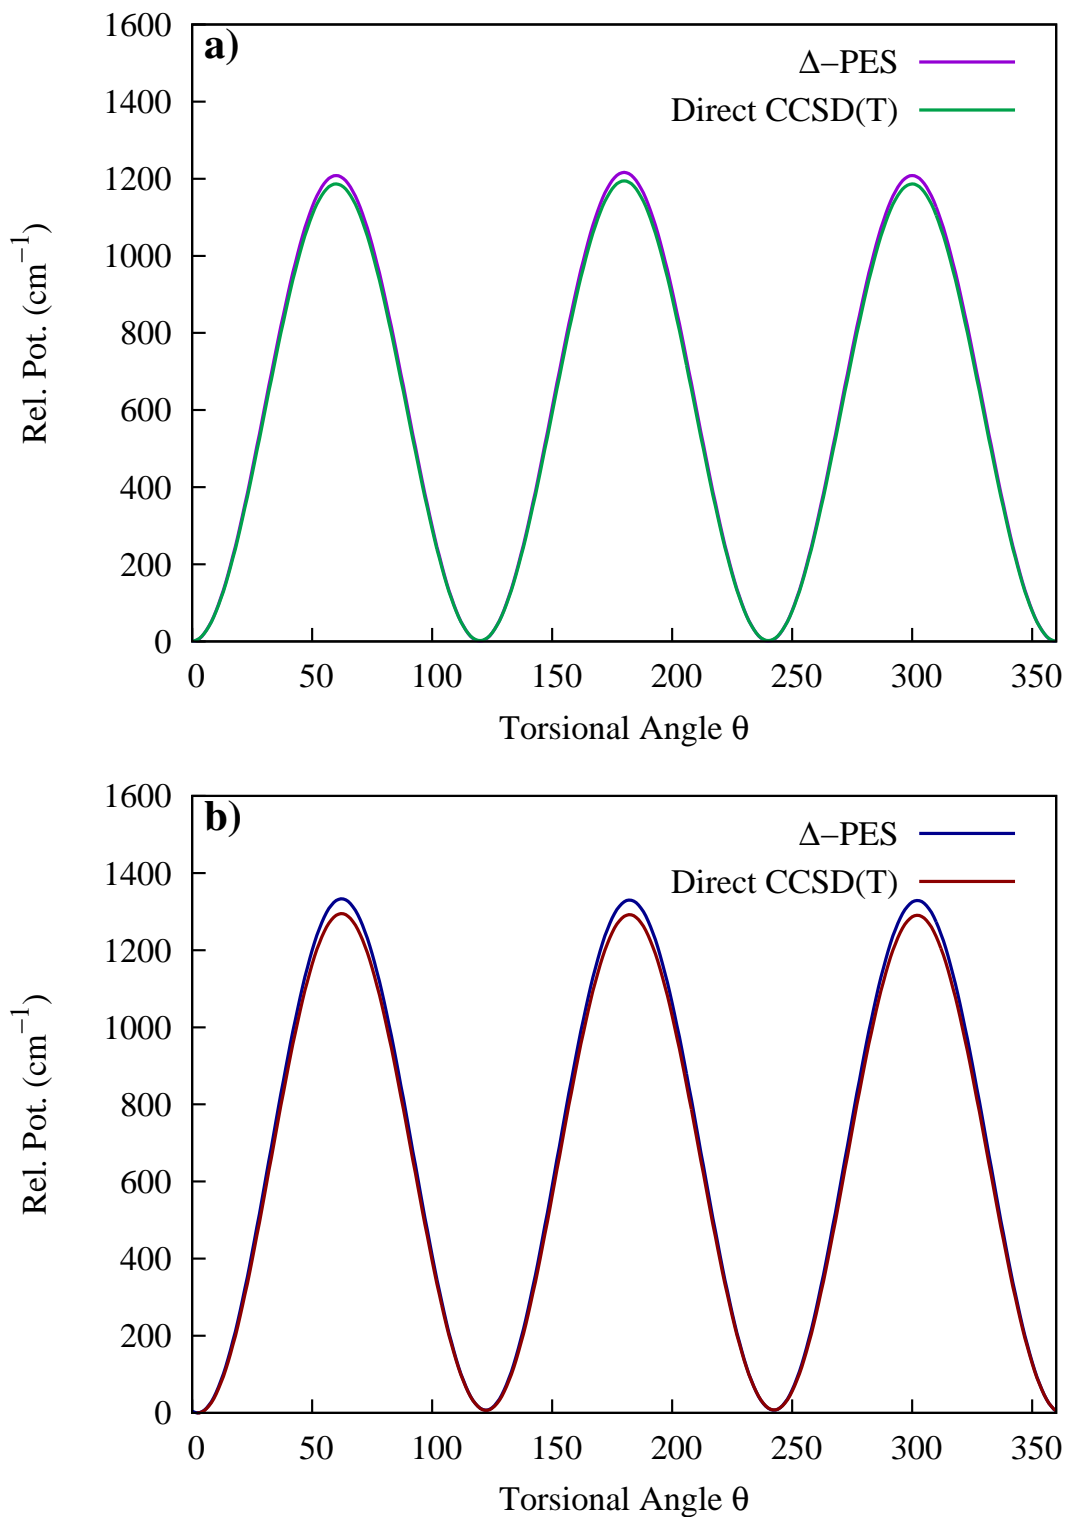 a)
Δ−PES
Direct CCSD(T)
1600
1400
1200
1000
800
600
400
200
0
Rel. Pot. (cm−1)
0 50 100 150 200 250 300 350
Torsional Angle θ
b)
Δ−PES
Direct CCSD(T)
1600
1400
1200
1000
800
600
400
200
0
Rel. Pot. (cm−1)
0 50 100 150 200 250 300 350
Torsional Angle θ